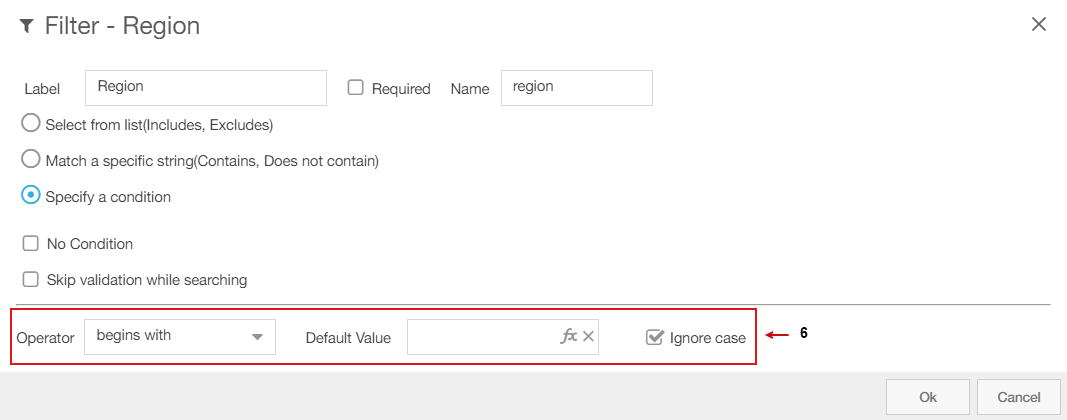 Filter - Region
Label Region Required Name region
Select from list(Includes, Excludes)
Match a specific string(Contains, Does not contain)
Specify a condition
No Condition
Skip validation while searching
Operator begins with Default Value fx Ignore case 6
Ok Cancel